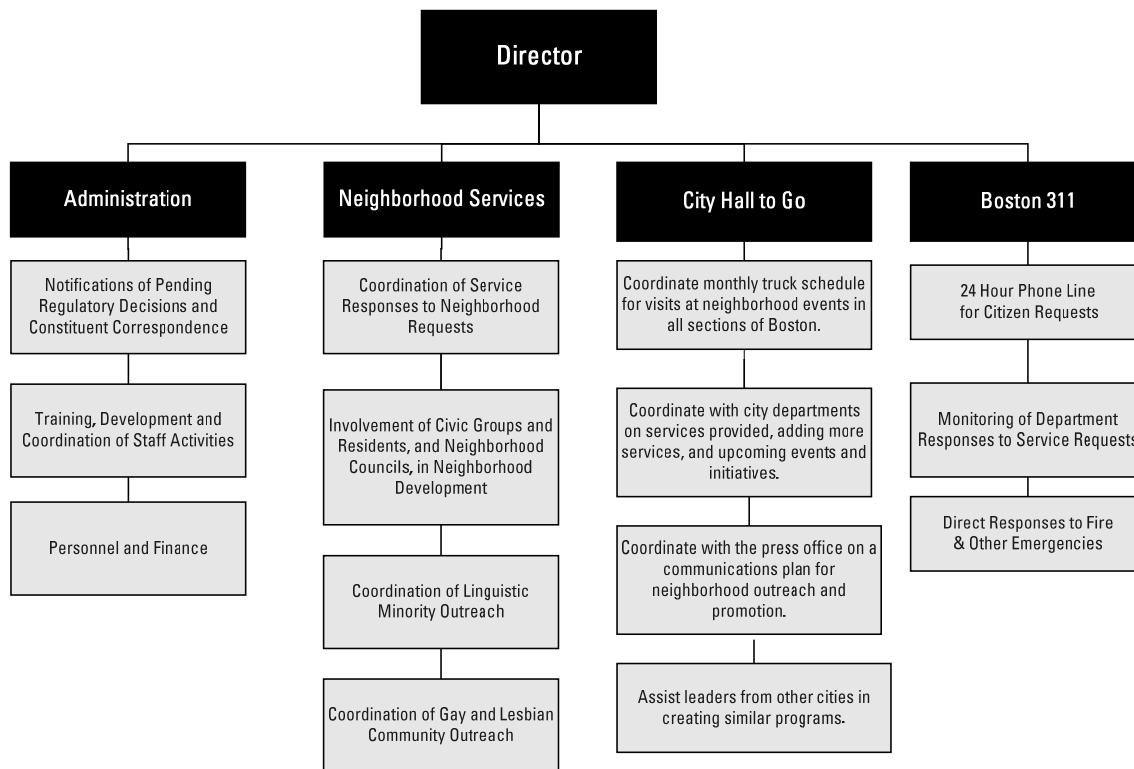 Director
Administration
Notifications of Pending
Regulatory Decisions and
Constituent Correspondence
Training, Development and
Coordination of Staff Activities
Personnel and Finance
Neighborhood Services
Coordination of Service
Responses to Neighborhood
Requests
Involvement of Civic Groups and
Residents, and Neighborhood
Councils, in Neighborhood
Development
Coordination of Linguistic
Minority Outreach
Coordination of Gay and Lesbian
Community Outreach
City Hall to Go
Coordinate monthly truck schedule
for visits at neighborhood events in
all sections of Boston.
Coordinate with city departments
on services provided, adding more
services, and upcoming events and
initiatives.
Coordinate with the press office on a
communications plan for
neighborhood outreach and
promotion.
Assist leaders from other cities in
creating similar programs.
Boston 311
24 Hour Phone Line
for Citizen Requests
Monitoring of Department
Responses to Service Requests
Direct Responses to Fire
& Other Emergencies